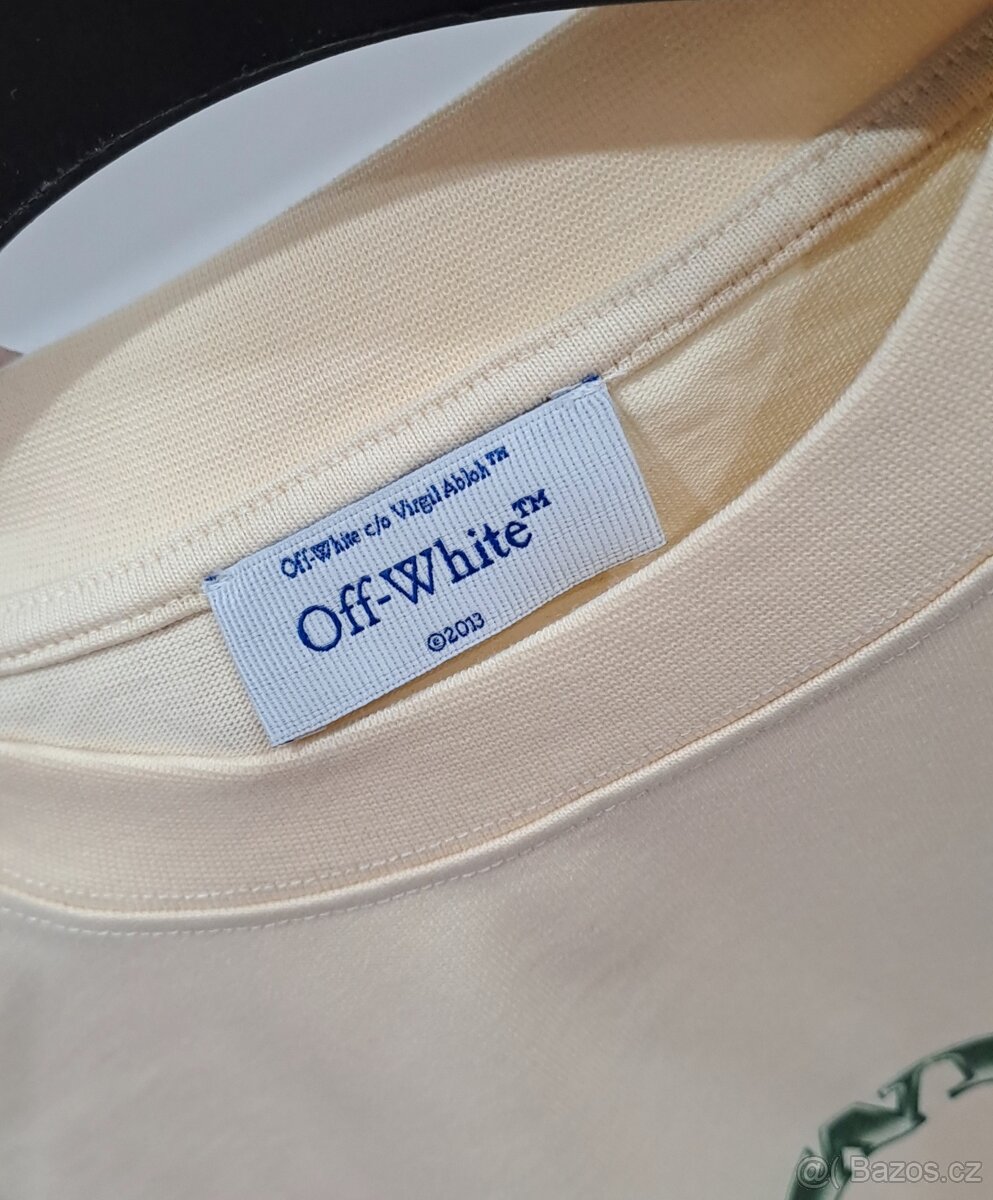 Off-White c/o Virgil Abloh™
Off-White™
©2013
@( Bazos.cz